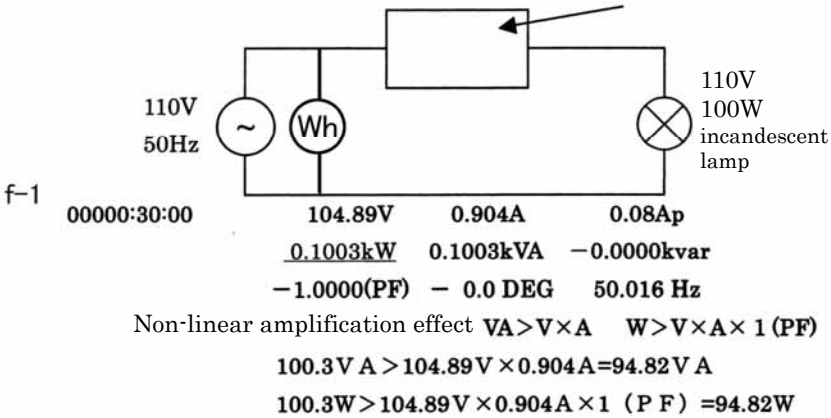 110V
50Hz
~
Wh
110V
100W
incandescent
lamp
f-1
00000:30:00 104.89V 0.904A 0.08Ap
0.1003kW 0.1003kVA －0.0000kvar
－1.0000(PF) － 0.0 DEG 50.016 Hz
Non-linear amplification effect VA>V×A W>V×A×1(PF)
100.3VA>104.89V×0.904A=94.82VA
100.3W>104.89V×0.904A×1 (PF) =94.82W